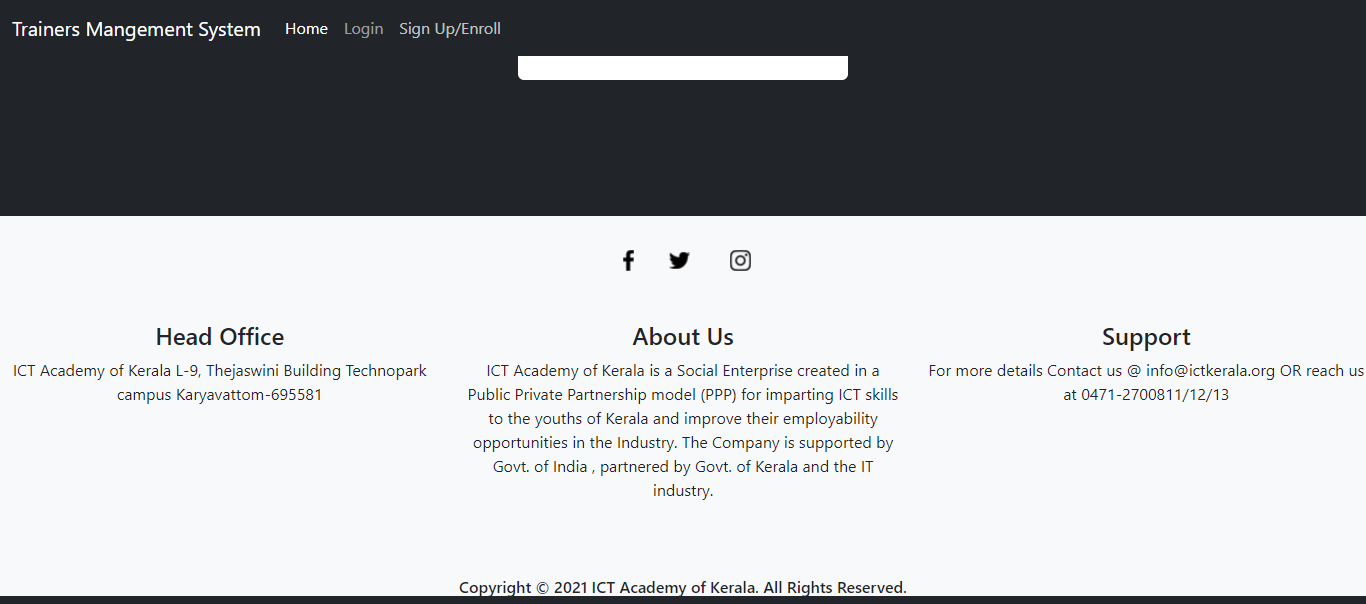 Trainers Mangement System Home Login Sign Up/Enroll
Head Office
ICT Academy of Kerala L-9, Thejaswini Building Technopark
campus Karyavattom-695581
About Us
ICT Academy of Kerala is a Social Enterprise created in a
Public Private Partnership model (PPP) for imparting ICT skills
to the youths of Kerala and improve their employability
opportunities in the Industry. The Company is supported by
Govt. of India , partnered by Govt. of Kerala and the IT
industry.
Support
For more details Contact us @ info@ictkerala.org OR reach us
at 0471-2700811/12/13
Copyright © 2021 ICT Academy of Kerala. All Rights Reserved.